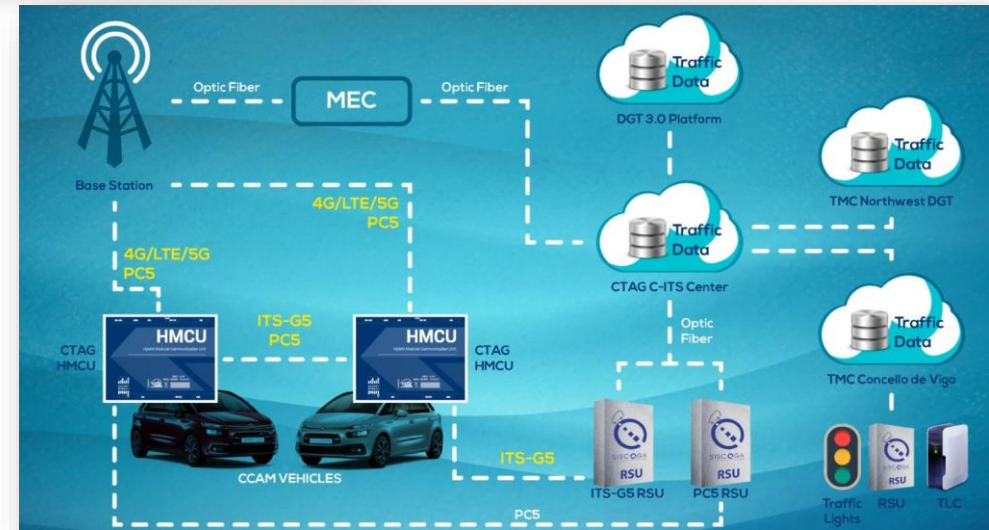 Traffic
Data
DGT 3.0 Platform
Optic Fiber
MEC
Optic Fiber
Traffic
Data
TMC Northwest DGT
Base Station
4G/LTE/5G
PC5
Traffic
Data
CTAG C-ITS Center
4G/LTE/5G
PC5
Optic
Fiber
Traffic
Data
TMC Concello de Vigo
ITS-G5
PC5
CTAG
HMCU
HMCU
HMCU
CTAG
HMCU
SISCOGA
RSU
SISCOGA
RSU
ITS-G5
CCAM VEHICLES
ITS-G5 RSU
PC5 RSU
Traffic
Lights
RSU
TLC
PC5